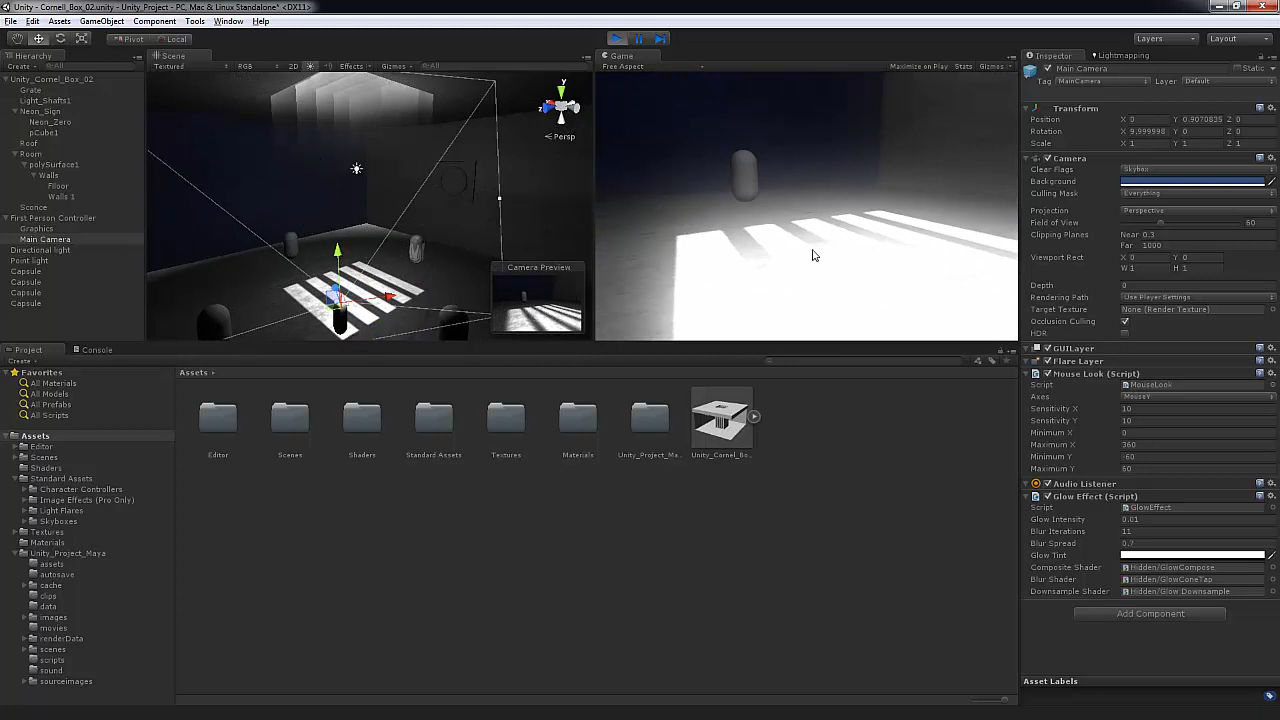 Unity - Cornell_Box_02.unity - Unity_Project - PC, Mac & Linux Standalone* <DX11>
File Edit Assets GameObject Component Tools Window Help
Pivot Local Layers Layout
Hierarchy
Create All
Unity_Cornel_Box_02
Grate
Light_Shafts1
Neon_Sign
Neon_Zero
pCube1
Roof
Room
polySurface1
Walls
Flloor
Walls 1
Sconce
First Person Controller
Graphics
Main Camera
Directional light
Point light
Capsule
Capsule
Capsule
Capsule
Scene
Textured RGB 2D Effects Gizmos All
y
z
Persp
Camera Preview
Game
Free Aspect Maximize on Play Stats Gizmos
Inspector Lightmapping
Main Camera Static
Tag MainCamera Layer Default
Transform
Position X 0 Y 0.9070835 Z 0
Rotation X 9.999998 Y 0 Z 0
Scale X 1 Y 1 Z 1
Camera
Clear Flags Skybox
Background
Culling Mask Everything
Projection Perspective
Field of View 60
Clipping Planes Near 0.3
Far 1000
Viewport Rect X 0 Y 0
W 1 H 1
Depth 0
Rendering Path Use Player Settings
Target Texture None (Render Texture)
Occlusion Culling
HDR
GUILayer
Flare Layer
Mouse Look (Script)
Script MouseLook
Axes MouseY
Sensitivity X 10
Sensitivity Y 10
Minimum X 0
Maximum X 360
Minimum Y -60
Maximum Y 60
Audio Listener
Glow Effect (Script)
Script GlowEffect
Glow Intensity 0.01
Blur Iterations 11
Blur Spread 0.7
Glow Tint
Composite Shader Hidden/GlowCompose
Blur Shader Hidden/GlowConeTap
Downsample Shader Hidden/Glow Downsample
Add Component
Asset Labels
Project Console
Create
Favorites
All Materials
All Models
All Prefabs
All Scripts
Assets
Editor
Scenes
Shaders
Standard Assets
Character Controllers
Image Effects (Pro Only)
Light Flares
Skyboxes
Textures
Materials
Unity_Project_Maya
assets
autosave
cache
clips
data
images
movies
renderData
scenes
scripts
sound
sourceimages
Assets
Editor Scenes Shaders Standard Assets Textures Materials Unity_Project_Ma... Unity_Cornel_Bo...